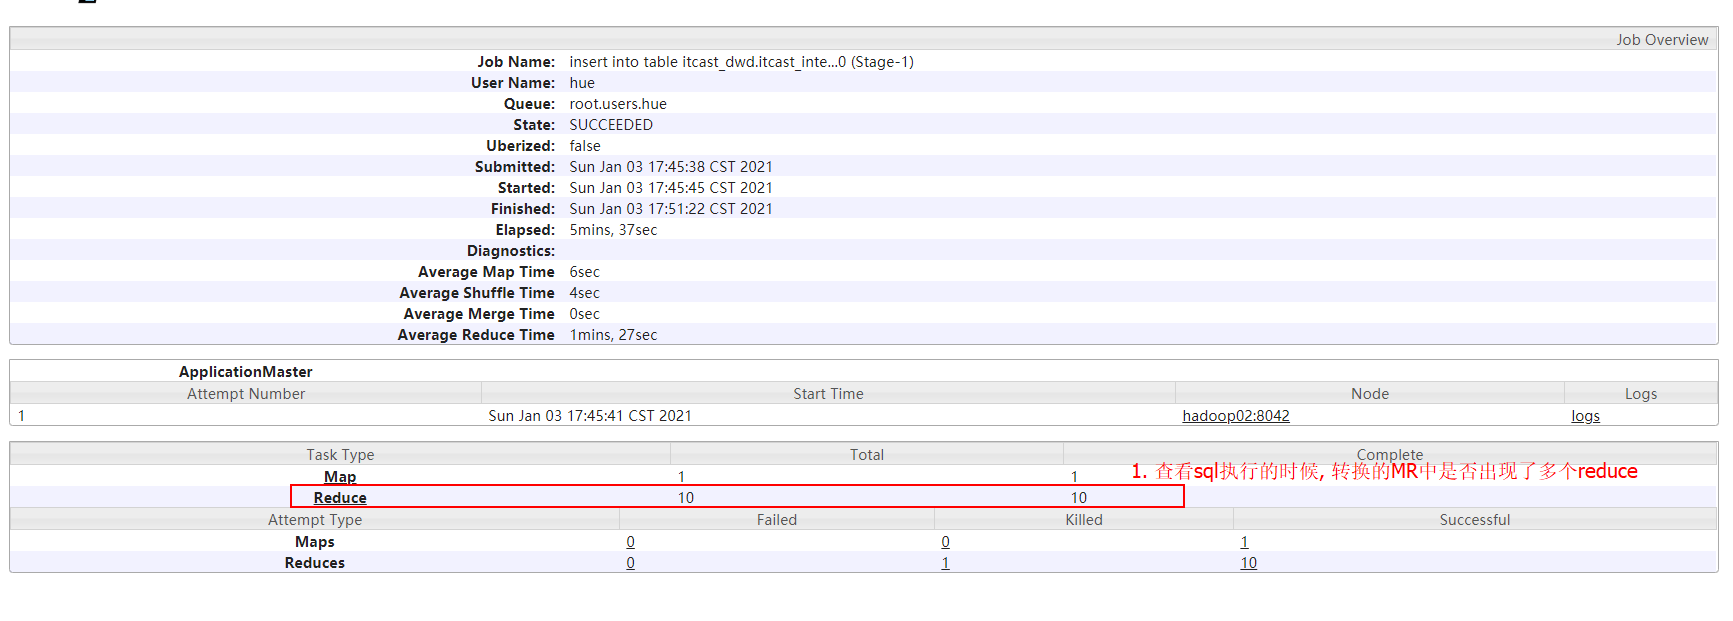 Job Overview
Job Name: insert into table itcast_dwd.itcast_inte...0 (Stage-1)
User Name: hue
Queue: root.users.hue
State: SUCCEEDED
Uberized: false
Submitted: Sun Jan 03 17:45:38 CST 2021
Started: Sun Jan 03 17:45:45 CST 2021
Finished: Sun Jan 03 17:51:22 CST 2021
Elapsed: 5mins, 37sec
Diagnostics:
Average Map Time 6sec
Average Shuffle Time 4sec
Average Merge Time 0sec
Average Reduce Time 1mins, 27sec
ApplicationMaster
Attempt Number Start Time Node Logs
1 Sun Jan 03 17:45:41 CST 2021 hadoop02:8042 logs
Task Type Total Complete
Map 1 1
1. 查看sql执行的时候, 转换的MR中是否出现了多个reduce
Reduce 10 10
Attempt Type Failed Killed Successful
Maps 0 0 1
Reduces 0 1 10